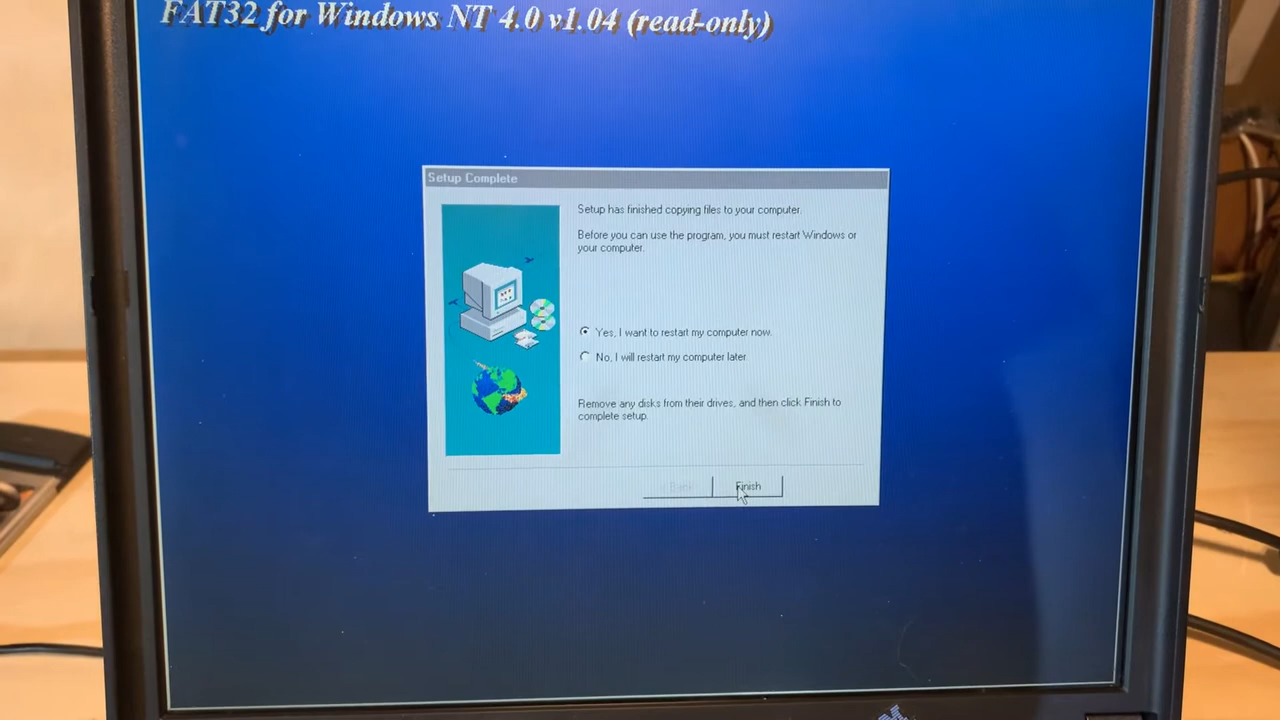 FAT32 for Windows NT 4.0 v1.04 (read-only)
Setup Complete
Setup has finished copying files to your computer.
Before you can use the program, you must restart Windows or
your computer.
Yes, I want to restart my computer now.
No, I will restart my computer later.
Remove any disks from their drives, and then click Finish to
complete setup.
< Back
Finish